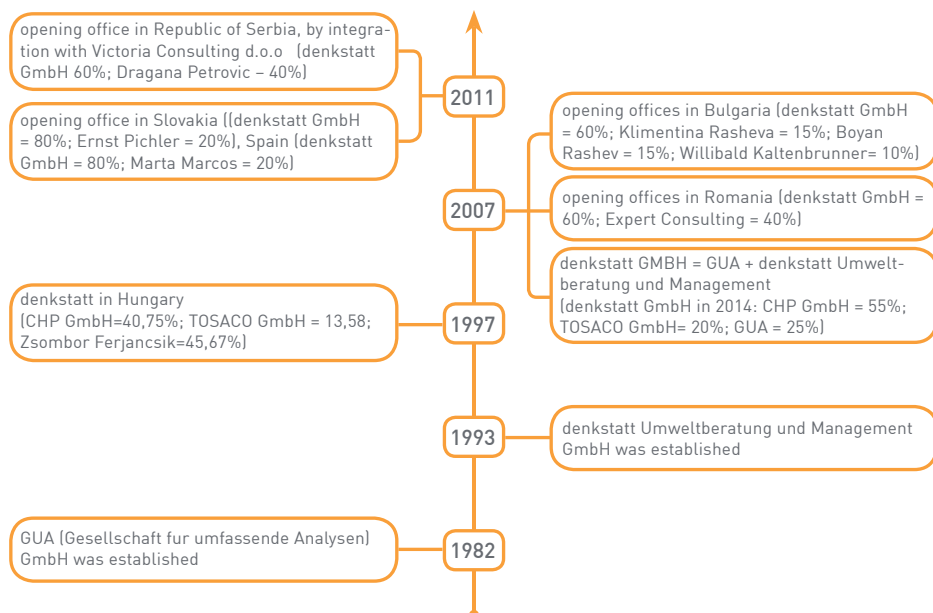 opening office in Republic of Serbia, by integ-
ration with Victoria Consulting d.o.o (denkstatt
GmbH 60%; Dragana Petrovic – 40%)
opening office in Slovakia ((denkstatt GmbH
= 80%; Ernst Pichler = 20%), Spain (denkstatt
GmbH = 80%; Marta Marcos = 20%)
2011
opening offices in Bulgaria (denkstatt GmbH
= 60%; Klimentina Rasheva = 15%; Boyan
Rashev = 15%; Willibald Kaltenbrunner= 10%)
2007
opening offices in Romania (denkstatt GmbH =
60%; Expert Consulting = 40%)
denkstatt GMBH = GUA + denkstatt Umwelt-
beratung und Management
(denkstatt GmbH in 2014: CHP GmbH = 55%;
TOSACO GmbH= 20%; GUA = 25%)
denkstatt in Hungary
(CHP GmbH=40,75%; TOSACO GmbH = 13,58;
Zsombor Ferjancsik=45,67%)
1997
1993
denkstatt Umweltberatung und Management
GmbH was established
GUA (Gesellschaft fur umfassende Analysen)
GmbH was established
1982